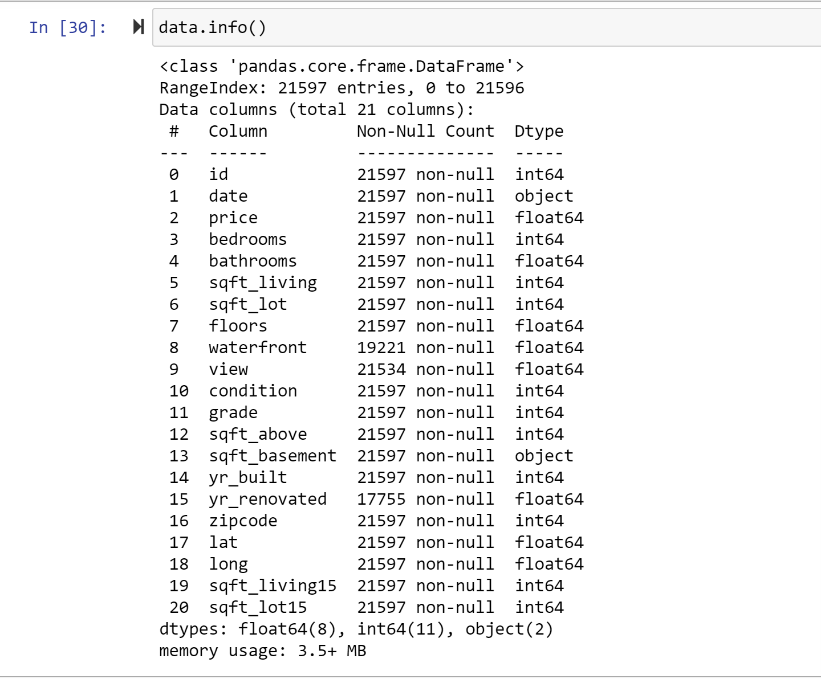 In [30]: data.info()
<class 'pandas.core.frame.DataFrame'>
RangeIndex: 21597 entries, 0 to 21596
Data columns (total 21 columns):
 #   Column         Non-Null Count  Dtype
---  ------         --------------  -----
 0   id             21597 non-null  int64
 1   date           21597 non-null  object
 2   price          21597 non-null  float64
 3   bedrooms       21597 non-null  int64
 4   bathrooms      21597 non-null  float64
 5   sqft_living    21597 non-null  int64
 6   sqft_lot       21597 non-null  int64
 7   floors         21597 non-null  float64
 8   waterfront     19221 non-null  float64
 9   view           21534 non-null  float64
 10  condition      21597 non-null  int64
 11  grade          21597 non-null  int64
 12  sqft_above     21597 non-null  int64
 13  sqft_basement  21597 non-null  object
 14  yr_built       21597 non-null  int64
 15  yr_renovated   17755 non-null  float64
 16  zipcode        21597 non-null  int64
 17  lat            21597 non-null  float64
 18  long           21597 non-null  float64
 19  sqft_living15  21597 non-null  int64
 20  sqft_lot15     21597 non-null  int64
dtypes: float64(8), int64(11), object(2)
memory usage: 3.5+ MB